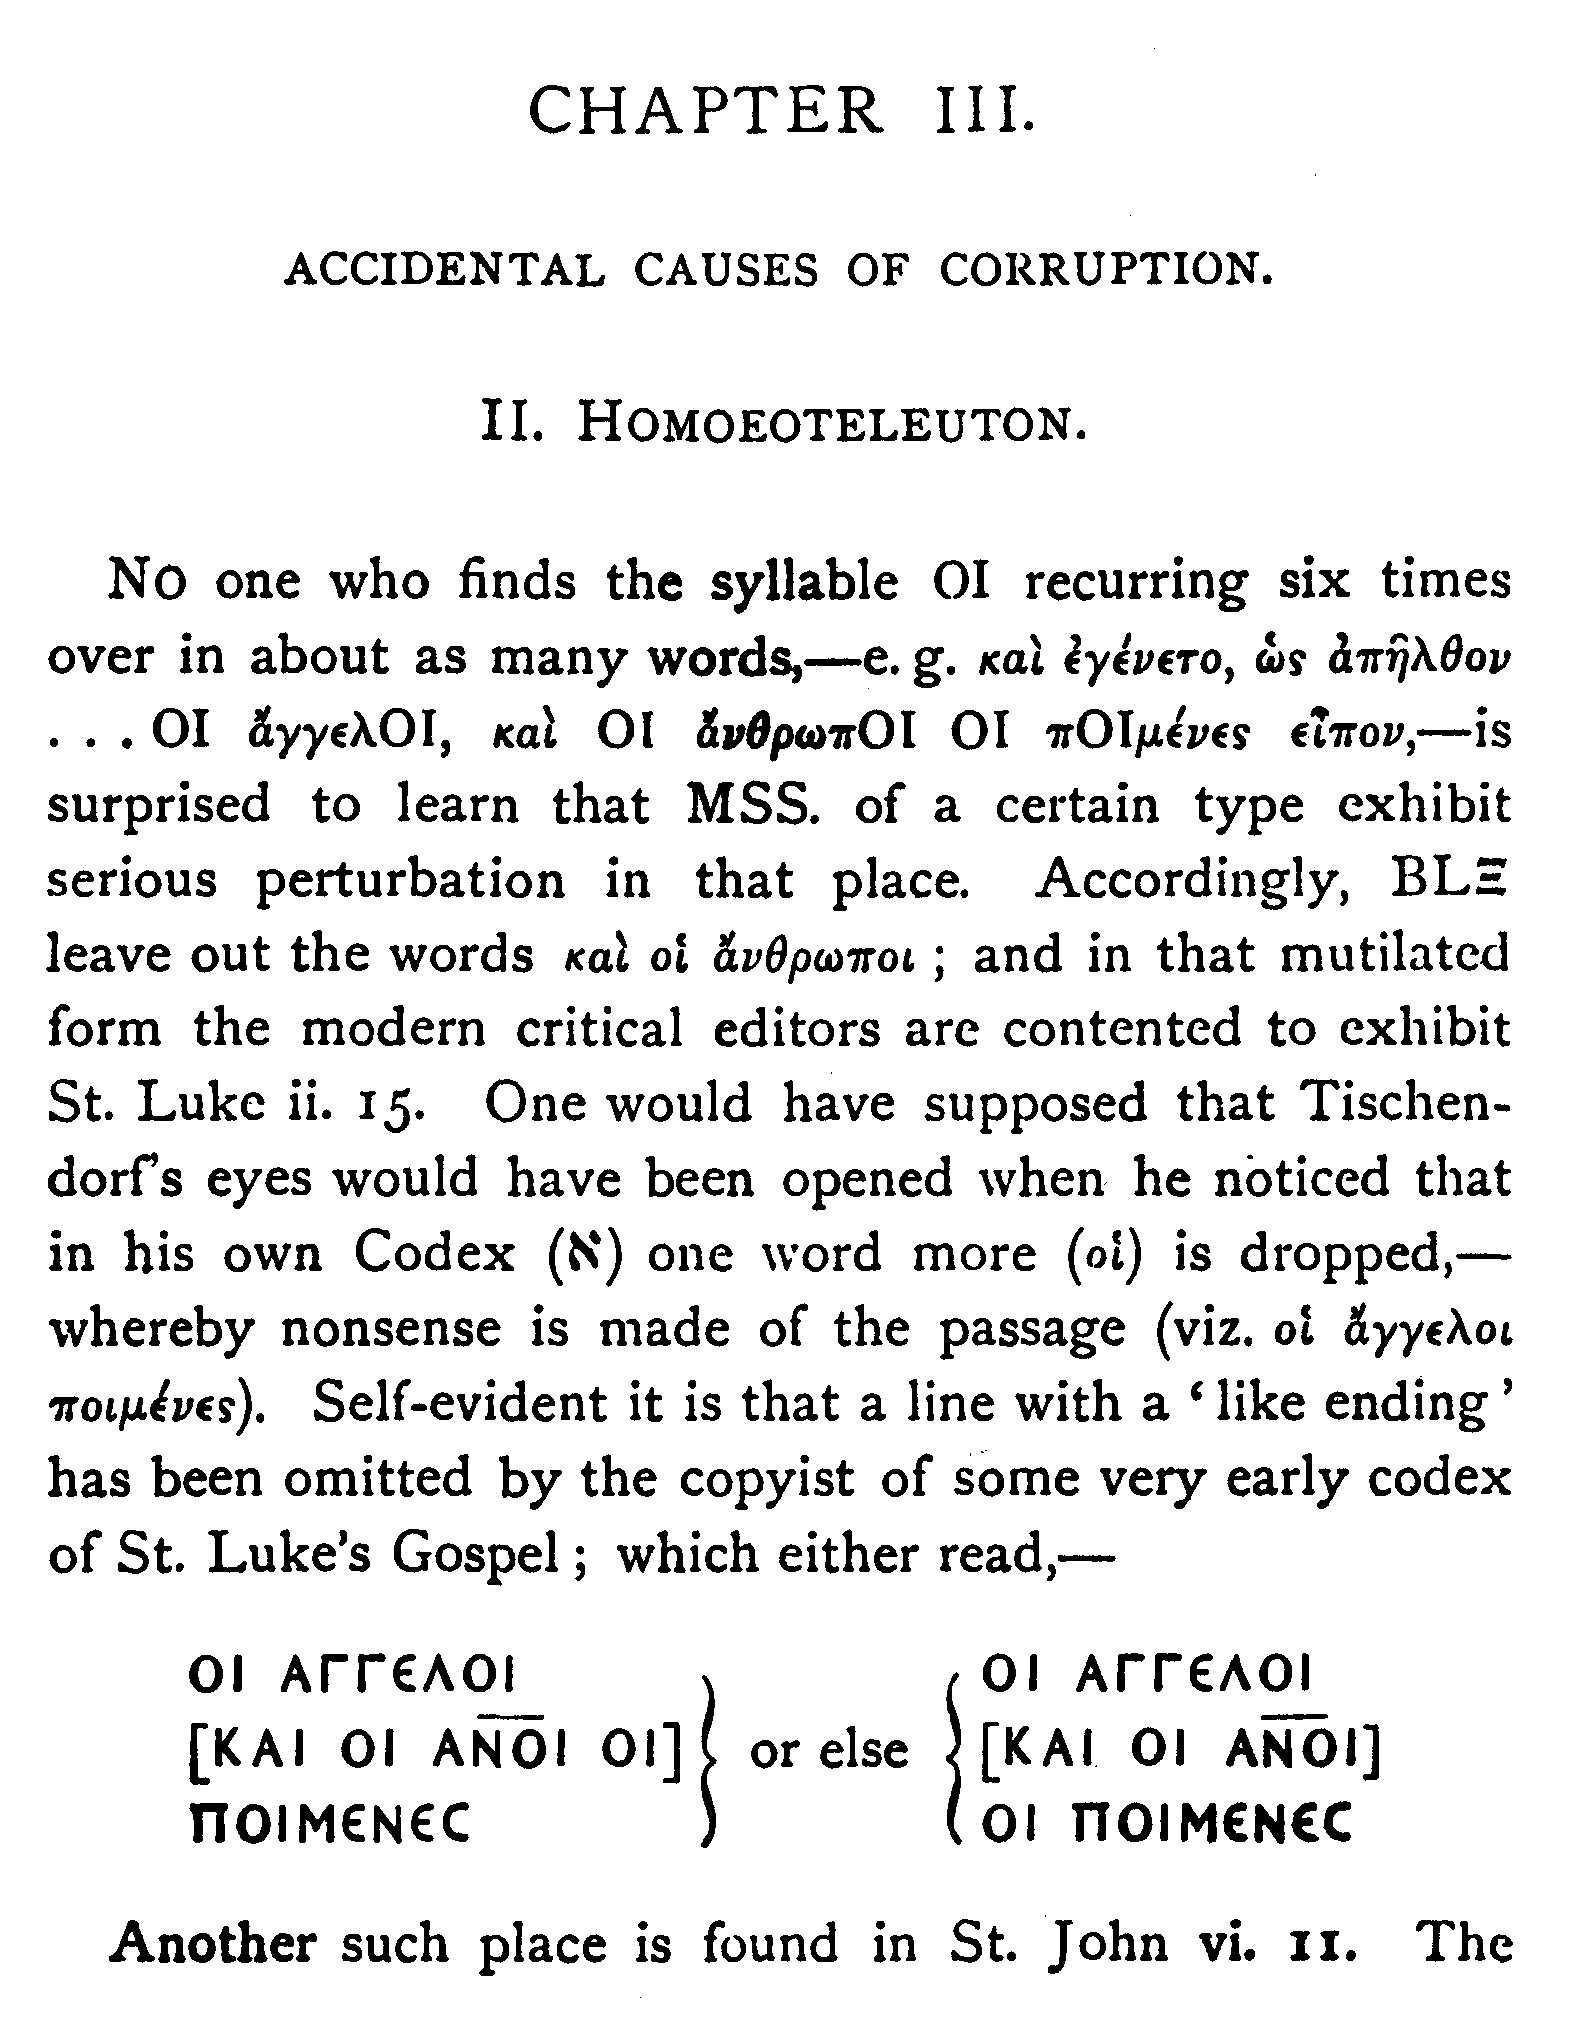 CHAPTER III.
ACCIDENTAL CAUSES OF CORRUPTION.
II. HOMOEOTELEUTON.
NO one who finds the syllable OI recurring six times
over in about as many words,—e. g. καὶ ἐγένετο, ὡς ἀπῆλθον
. . . OI ἄγγελOI, καὶ OI ἄνθρωπOI OI πOIμένες εἶπον,—is
surprised to learn that MSS. of a certain type exhibit
serious perturbation in that place. Accordingly, BLΞ
leave out the words καὶ οἱ ἄνθρωποι ; and in that mutilated
form the modern critical editors are contented to exhibit
St. Luke ii. 15. One would have supposed that Tischen-
dorf's eyes would have been opened when he noticed that
in his own Codex (א) one word more (οἱ) is dropped,—
whereby nonsense is made of the passage (viz. οἱ ἄγγελοι
ποιμένες). Self-evident it is that a line with a ‘ like ending ’
has been omitted by the copyist of some very early codex
of St. Luke's Gospel ; which either read,—
ΟΙ ΑΓΓΕΛΟΙ
[ΚΑΙ ΟΙ ΑN̅O̅Ι ΟΙ]
ΠΟΙΜΕΝΕϹ
or else
ΟΙ ΑΓΓΕΛΟΙ
[ΚΑΙ ΟΙ ΑN̅O̅Ι]
ΟΙ ΠΟΙΜΕΝΕϹ
Another such place is found in St. John vi. 11. The